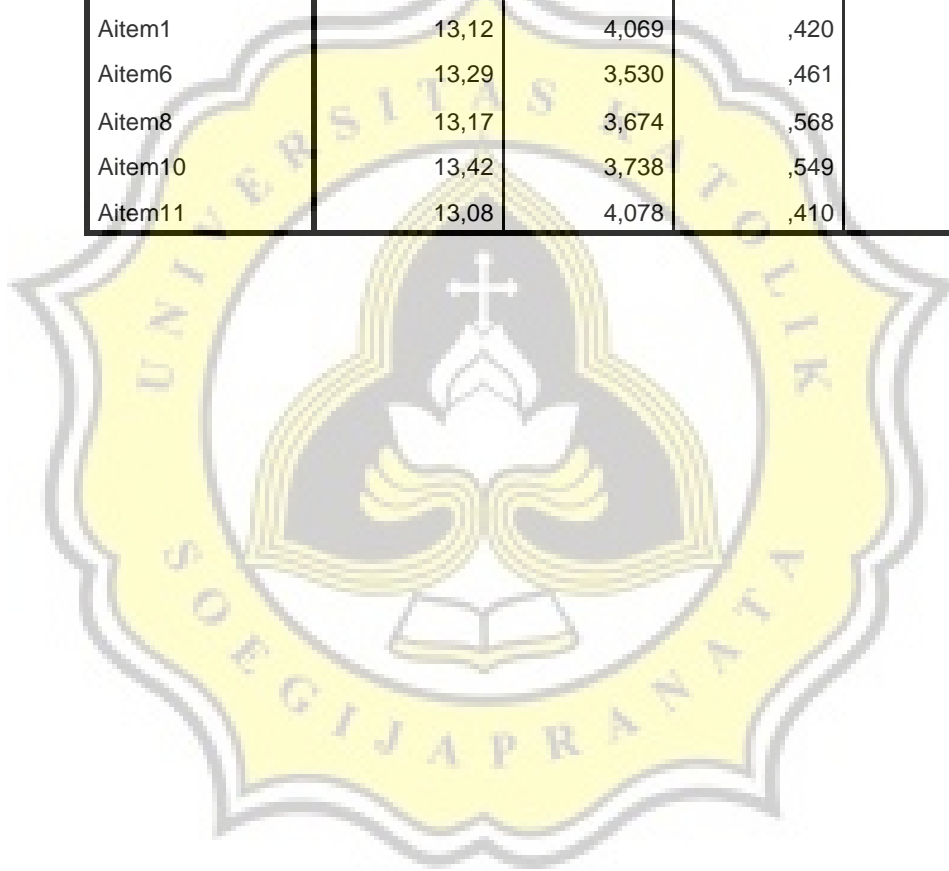 Aitem1 13,12 4,069 ,420
Aitem6 13,29 3,530 ,461
Aitem8 13,17 3,674 ,568
Aitem10 13,42 3,738 ,549
Aitem11 13,08 4,078 ,410
UNIVERSITAS KATOLIK
SOEGIJAPRANATA